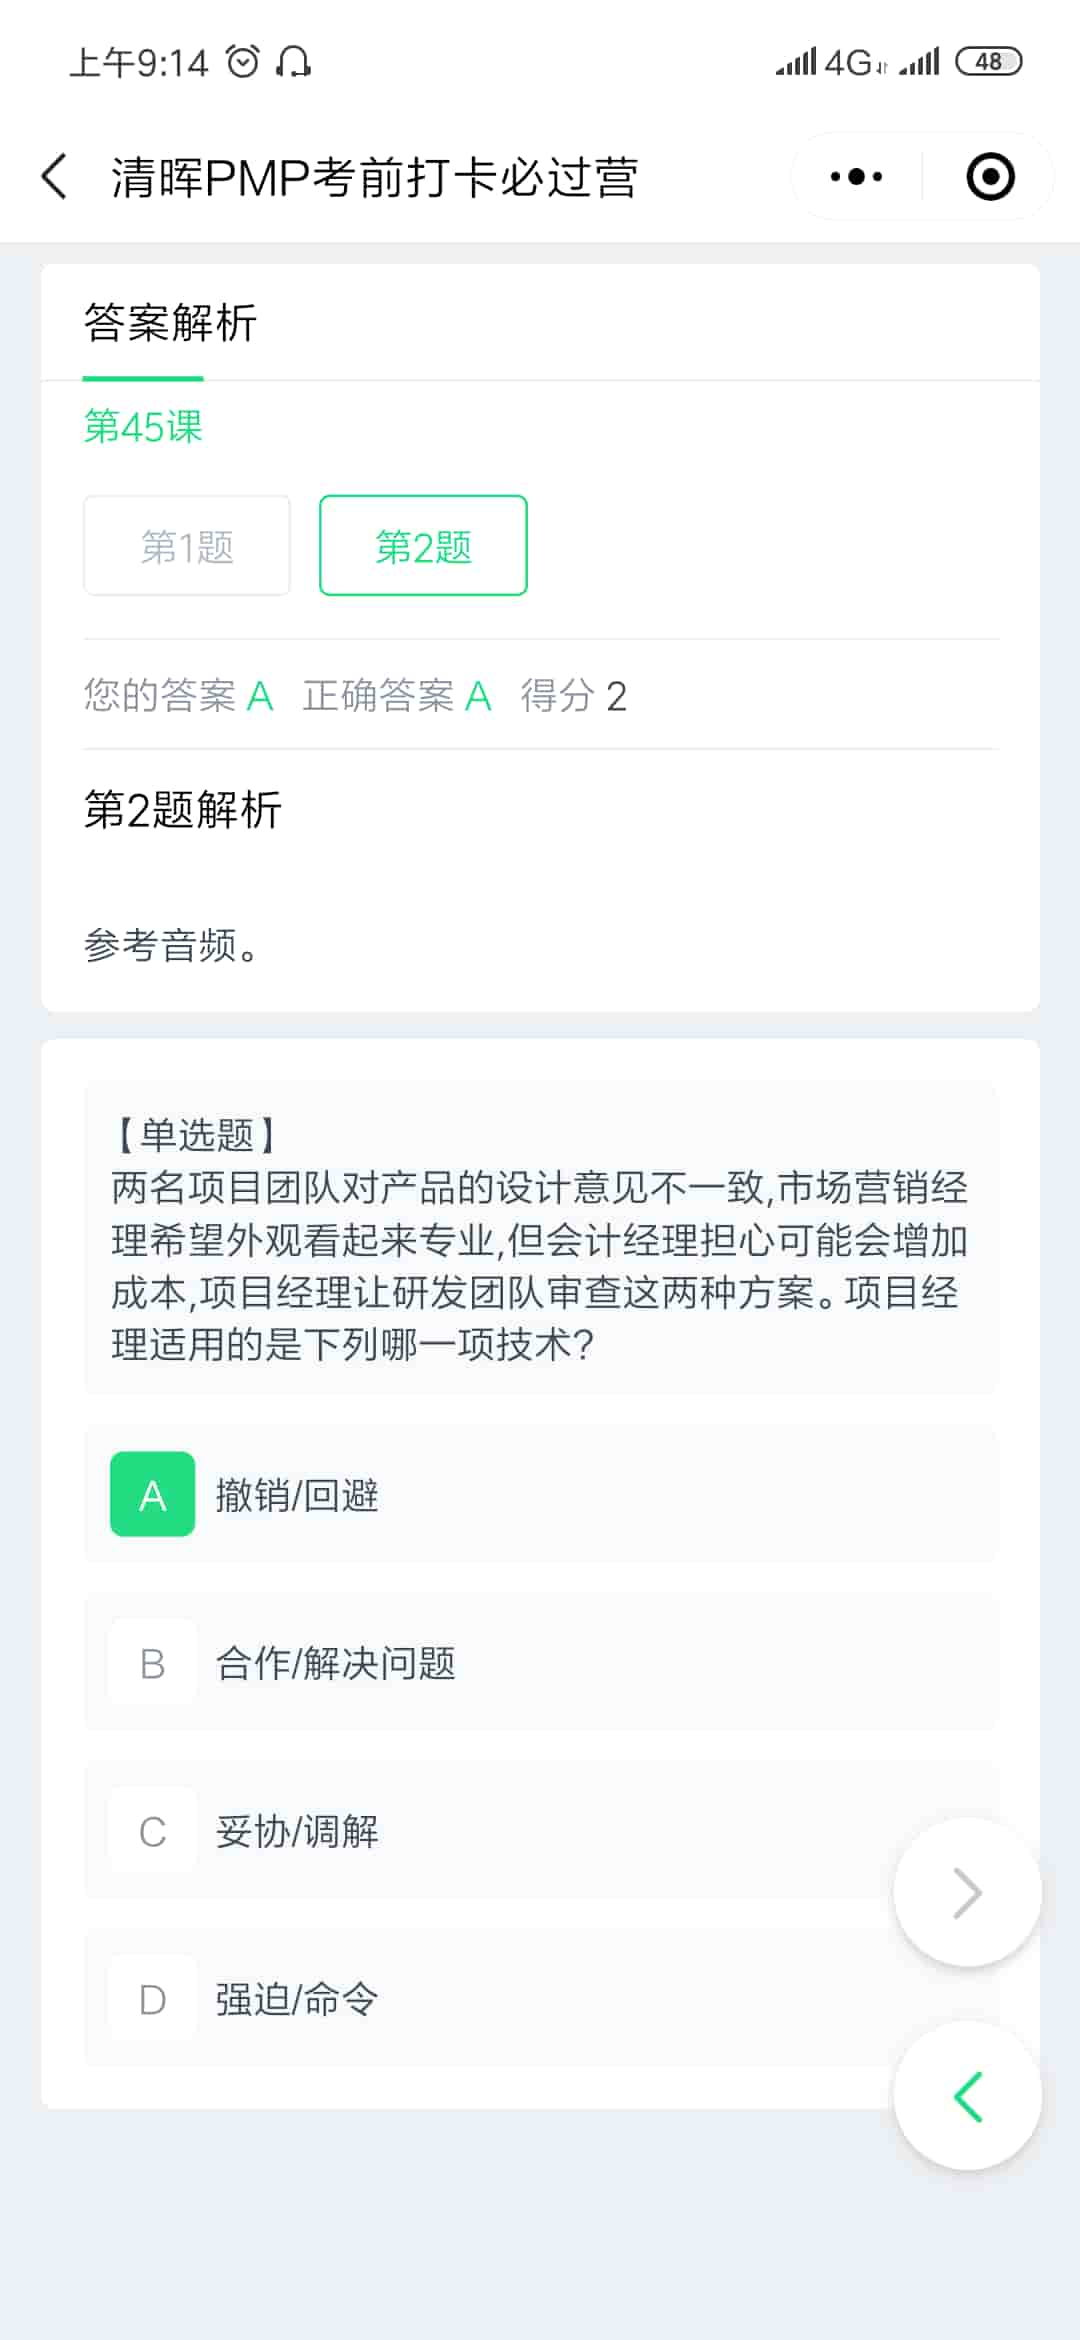 上午9:14
4G
48
清晖PMP考前打卡必过营
答案解析
第45课
第1题
第2题
您的答案 A 正确答案 A 得分 2
第2题解析
参考音频。
【单选题】
两名项目团队对产品的设计意见不一致,市场营销经
理希望外观看起来专业,但会计经理担心可能会增加
成本,项目经理让研发团队审查这两种方案。项目经
理适用的是下列哪一项技术?
A 撤销/回避
B 合作/解决问题
C 妥协/调解
D 强迫/命令